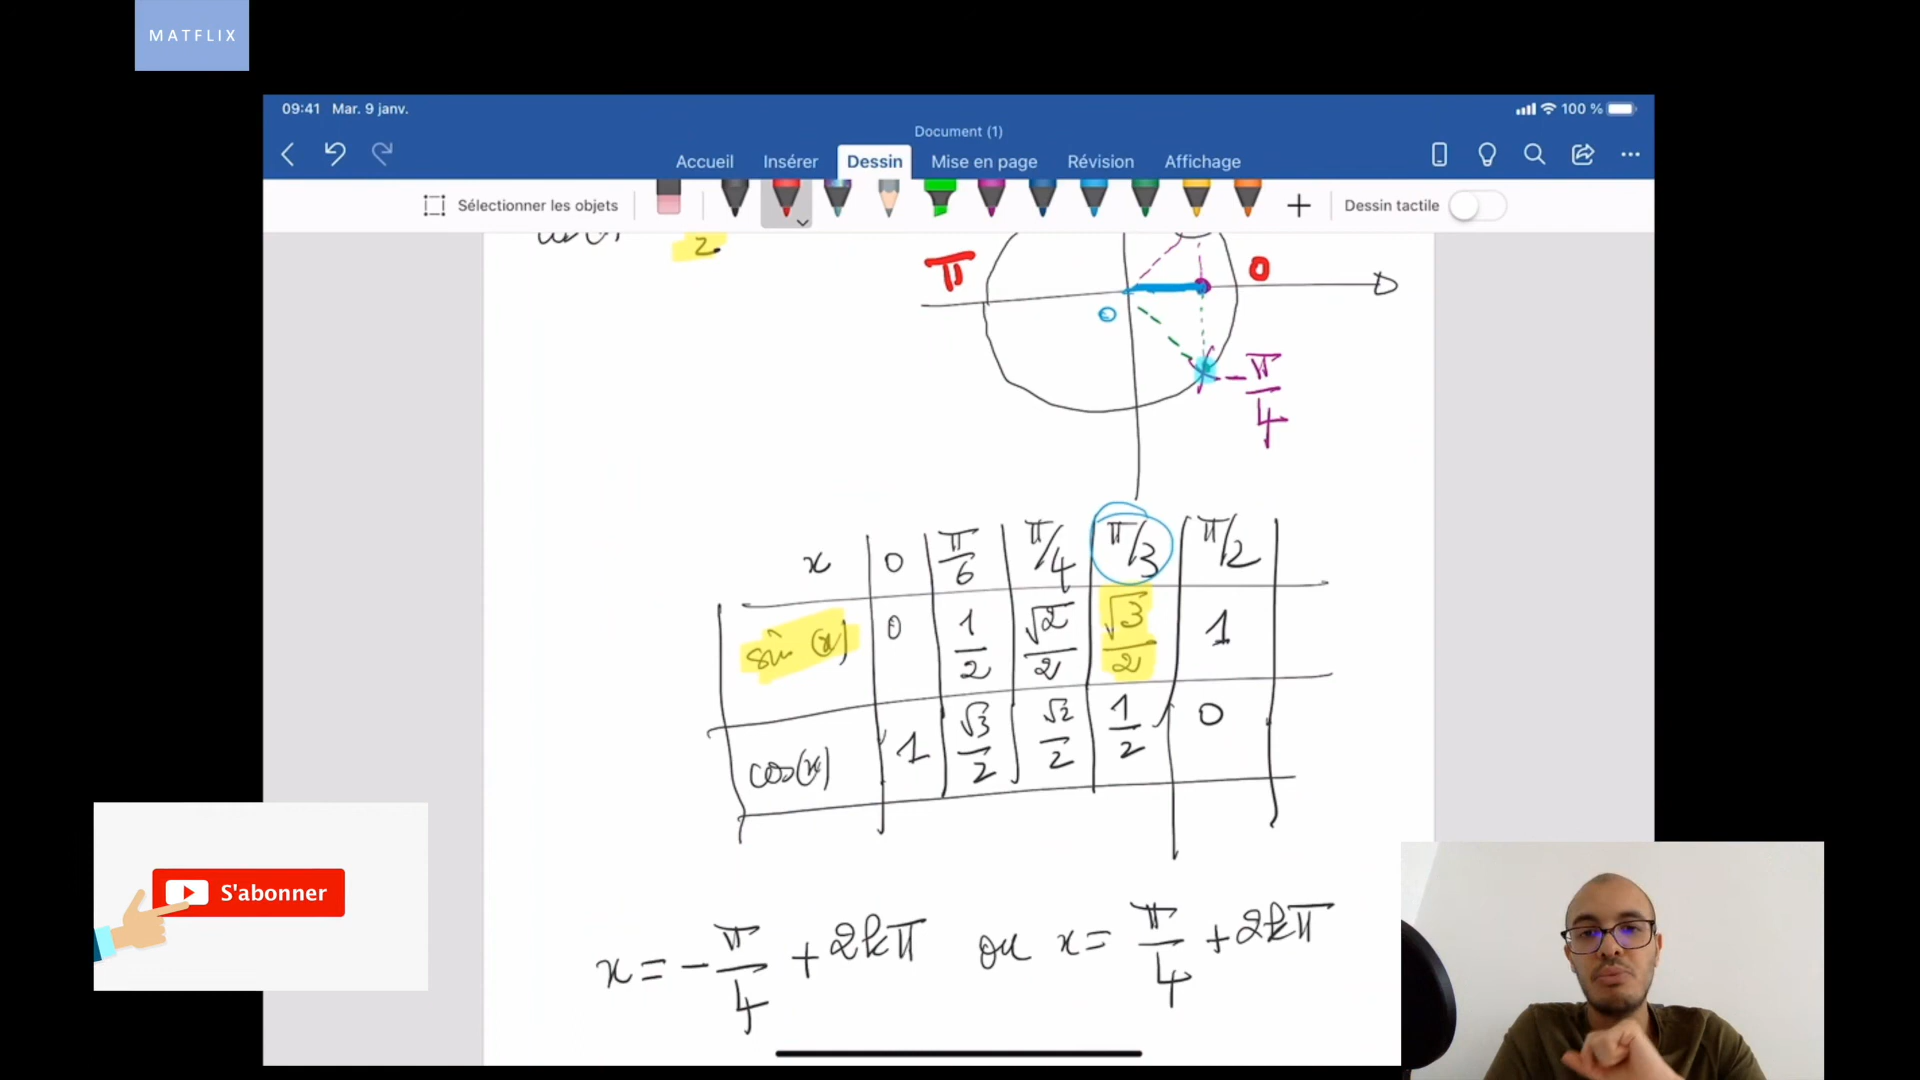 MATFLIX
09:41 Mar. 9 janv.
100 %
Document (1)
Accueil Insérer Dessin Mise en page Révision Affichage
Sélectionner les objets
Dessin tactile
2
π 0
0
-π/4
x 0 π/6 π/4 π/3 π/2
sin (x) 0 1/2 √2/2 √3/2 1
cos(x) 1 √3/2 √2/2 1/2 0
S'abonner
x = -π/4 + 2kπ ou x = π/4 + 2kπ